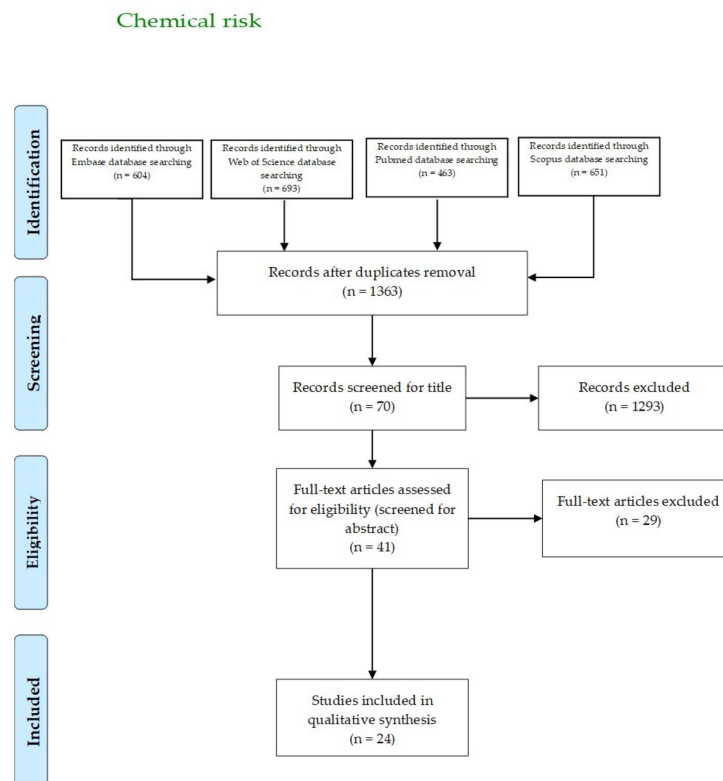 Chemical risk
Identification
Records identified through
Embase database searching
(n = 604)
Records identified through
Web of Science database
searching
(n = 693)
Records identified through
Pubmed database searching
(n = 463)
Records identified through
Scopus database searching
(n = 651)
Records after duplicates removal
(n = 1363)
Screening
Records screened for title
(n = 70)
Records excluded
(n = 1293)
Eligibility
Full-text articles assessed
for eligibility (screened for
abstract)
(n = 41)
Full-text articles excluded
(n = 29)
Included
Studies included in
qualitative synthesis
(n = 24)